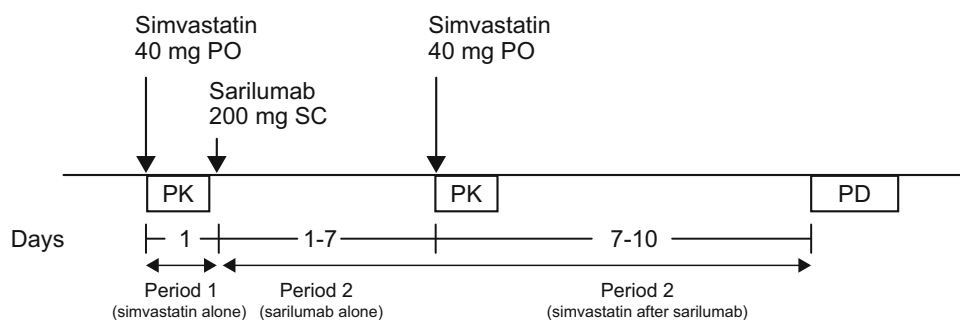 Simvastatin
40 mg PO
Simvastatin
40 mg PO
Sarilumab
200 mg SC
PK
PK
PD
Days
1
1-7
7-10
Period 1
(simvastatin alone)
Period 2
(sarilumab alone)
Period 2
(simvastatin after sarilumab)